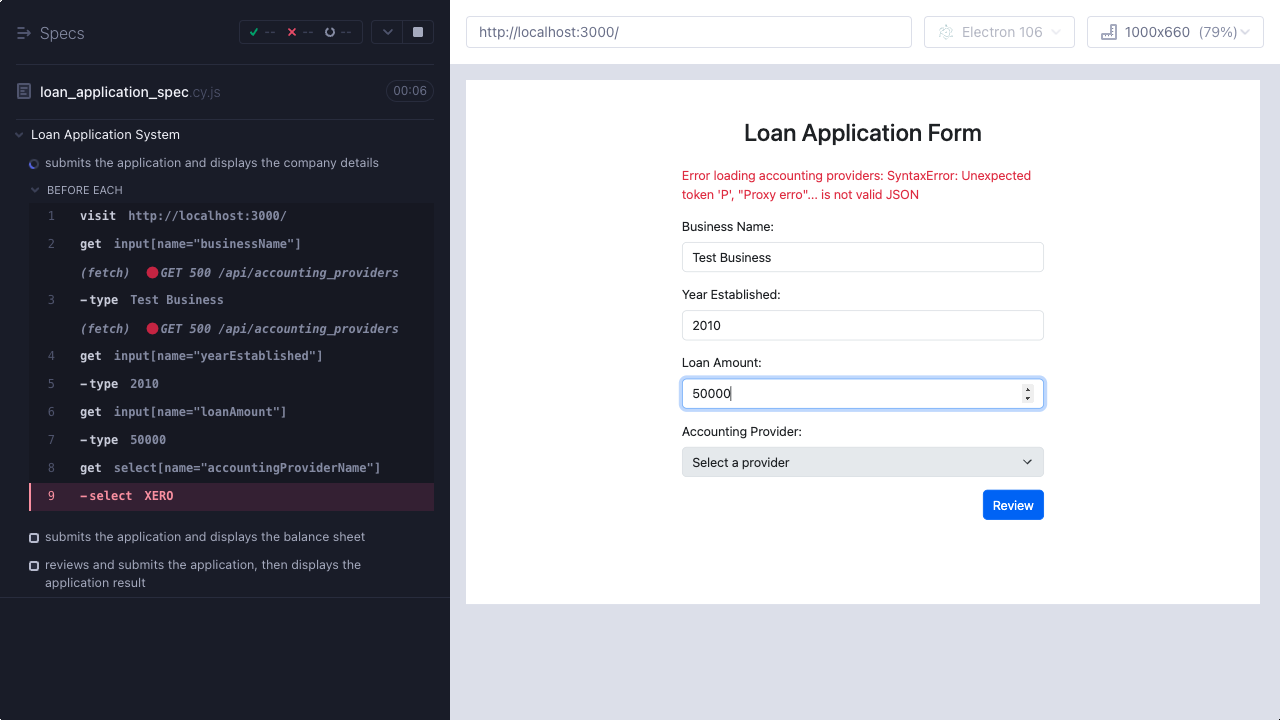 Specs
--
--
--
loan_application_spec.cy.js
00:06
Loan Application System
submits the application and displays the company details
BEFORE EACH
1 visit http://localhost:3000/
2 get input[name="businessName"]
(fetch) GET 500 /api/accounting_providers
3 -type Test Business
(fetch) GET 500 /api/accounting_providers
4 get input[name="yearEstablished"]
5 -type 2010
6 get input[name="loanAmount"]
7 -type 50000
8 get select[name="accountingProviderName"]
9 -select XERO
submits the application and displays the balance sheet
reviews and submits the application, then displays the
application result
http://localhost:3000/
Electron 106
1000x660 (79%)
Loan Application Form
Error loading accounting providers: SyntaxError: Unexpected
token 'P', "Proxy erro"... is not valid JSON
Business Name:
Test Business
Year Established:
2010
Loan Amount:
50000
Accounting Provider:
Select a provider
Review